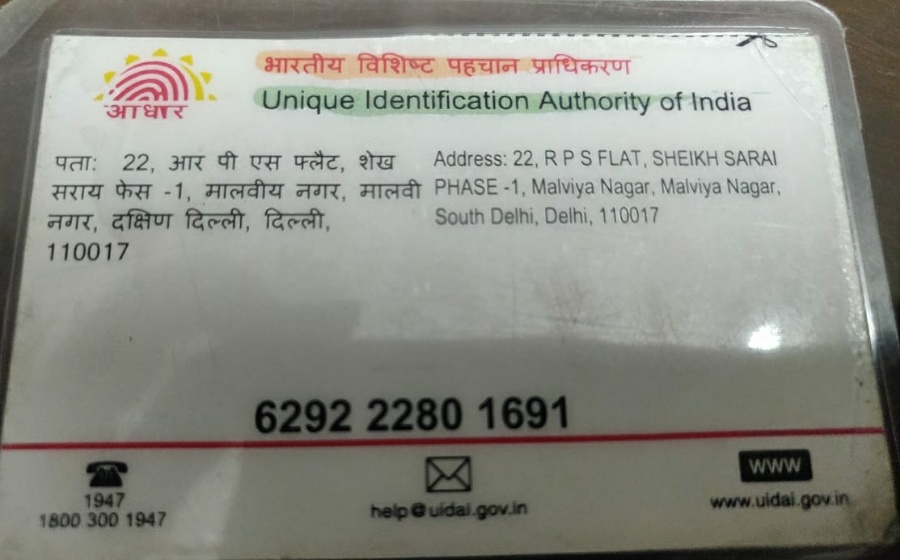 आधार
भारतीय विशिष्ट पहचान प्राधिकरण
Unique Identification Authority of India
पता: 22, आर पी एस फ्लैट, शेख
सराय फेस -1, मालवीय नगर, मालवी
नगर, दक्षिण दिल्ली, दिल्ली,
110017
Address: 22, R P S FLAT, SHEIKH SARAI
PHASE -1, Malviya Nagar, Malviya Nagar,
South Delhi, Delhi, 110017
6292 2280 1691
1947
1800 300 1947
help@uidai.gov.in
WWW
www.uidai.gov.in